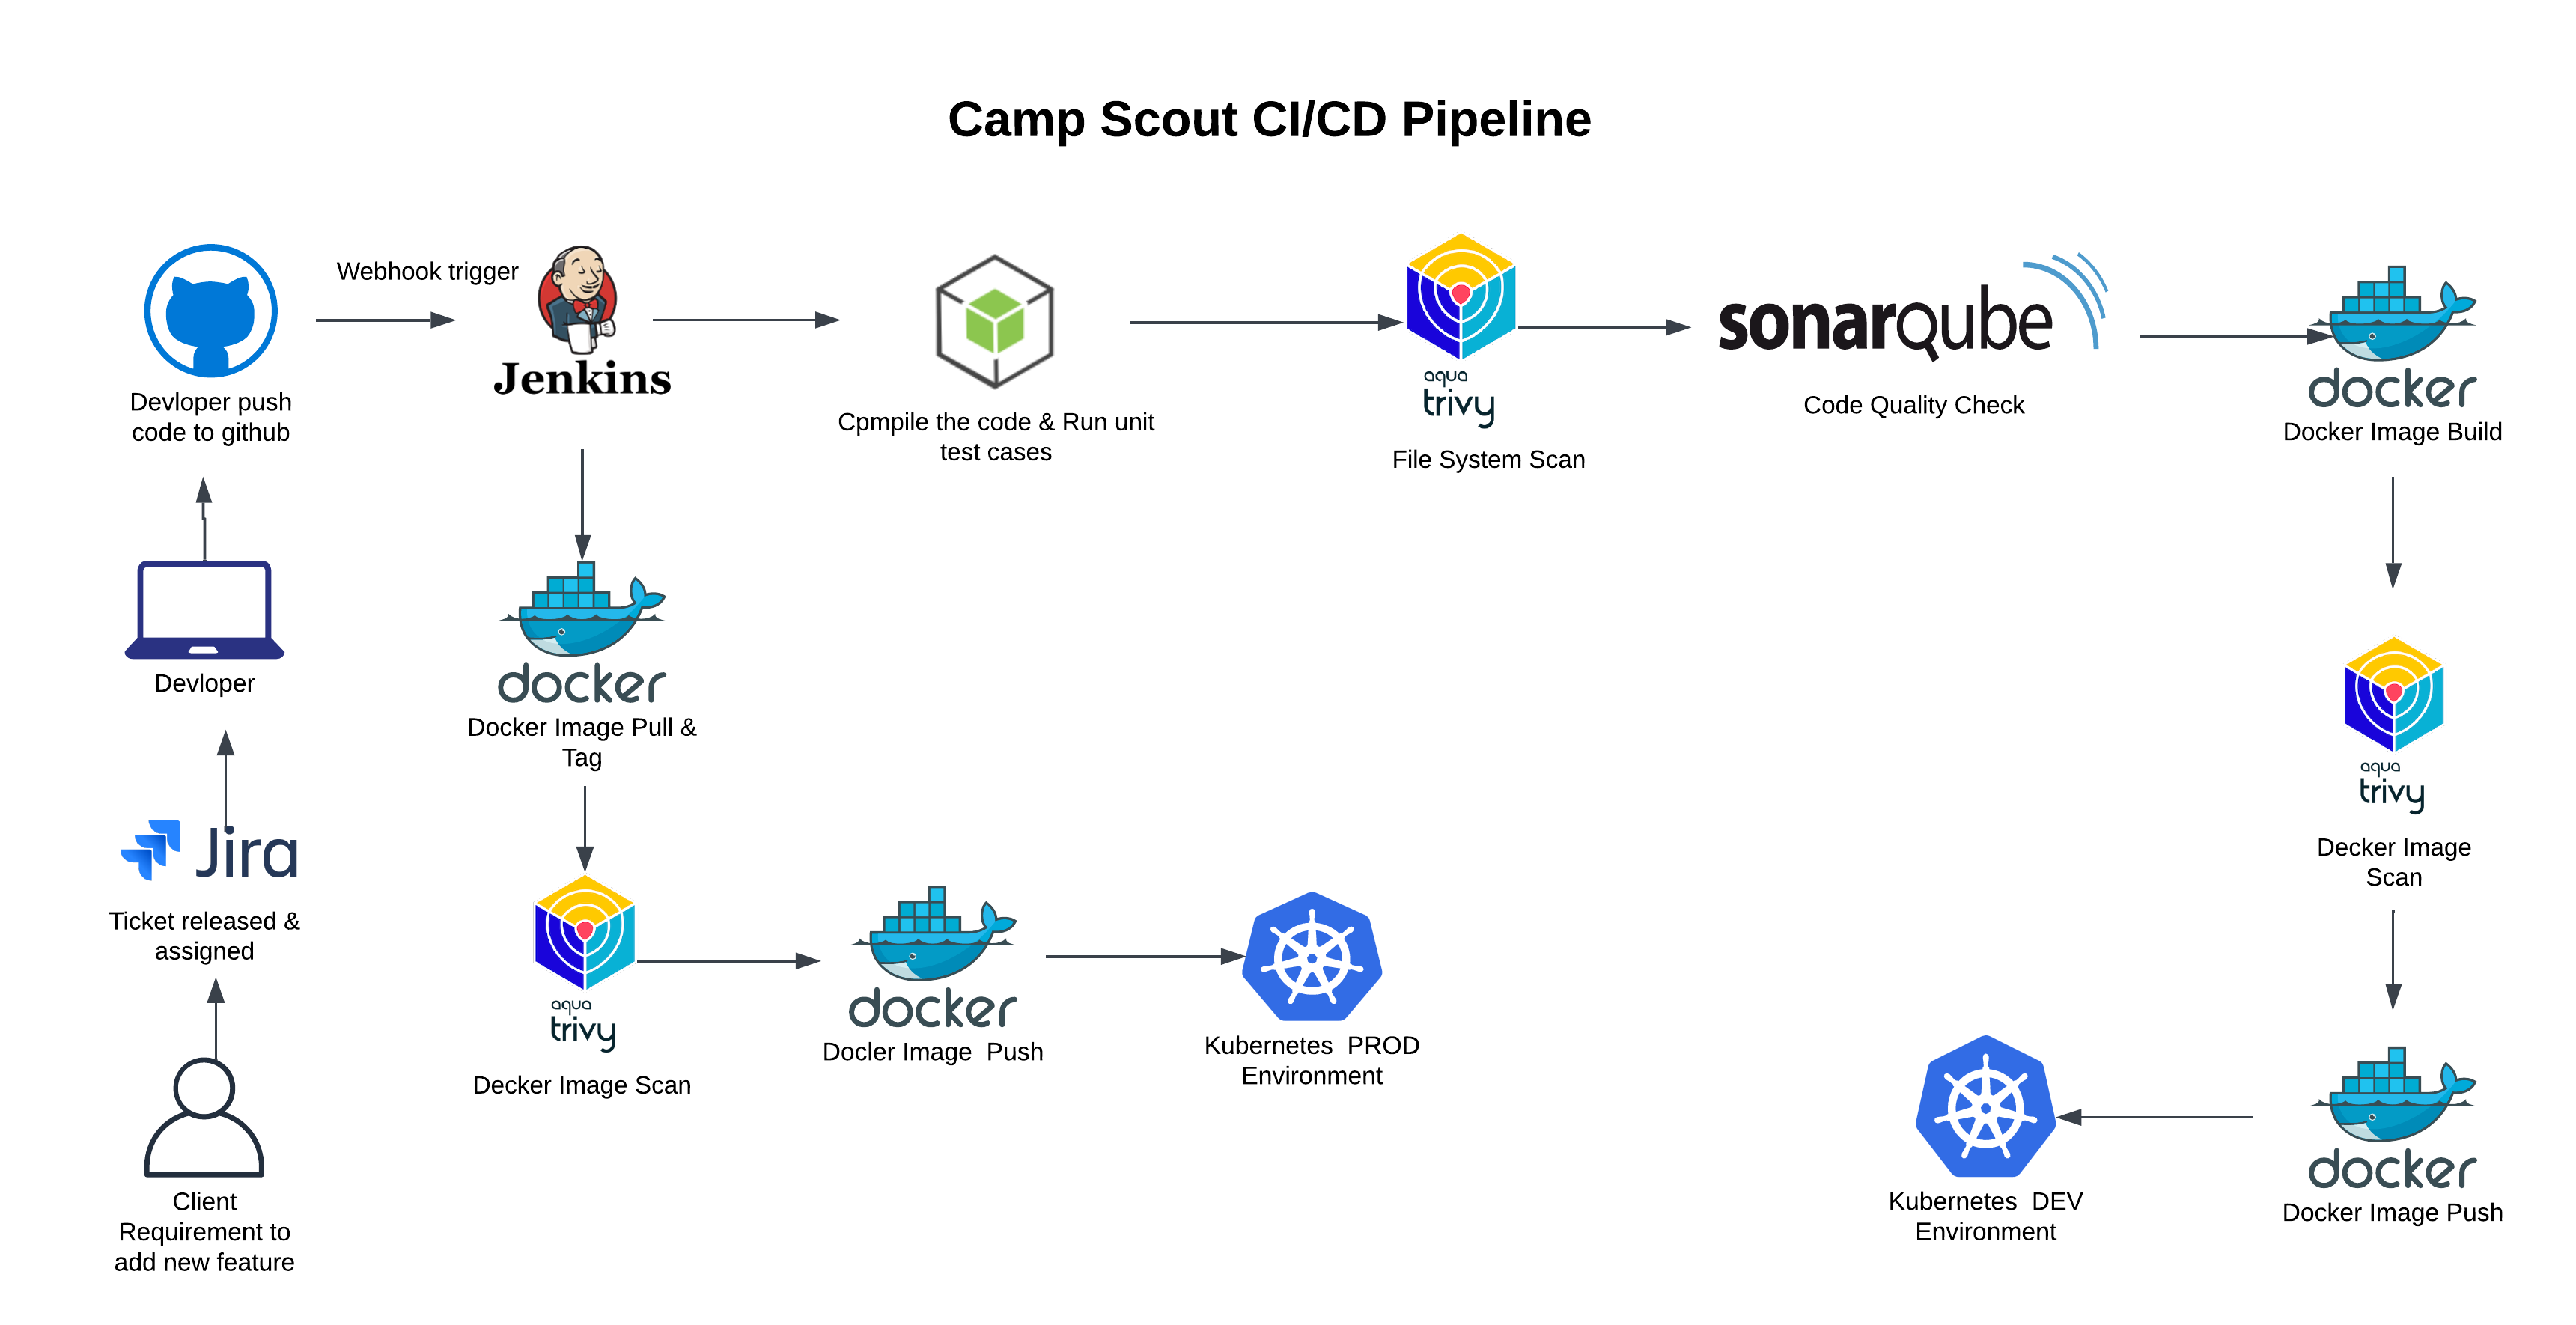 Camp Scout CI/CD Pipeline
Webhook trigger
Jenkins
Devloper push
code to github
Cpmpile the code & Run unit
test cases
aqua
trivy
File System Scan
sonarqube
Code Quality Check
docker
Docker Image Build
Devloper
docker
Docker Image Pull &
Tag
aqua
trivy
Decker Image
Scan
Jira
Ticket released &
assigned
aqua
trivy
Decker Image Scan
docker
Docler Image  Push
Kubernetes  PROD
Environment
Client
Requirement to
add new feature
Kubernetes  DEV
Environment
docker
Docker Image Push